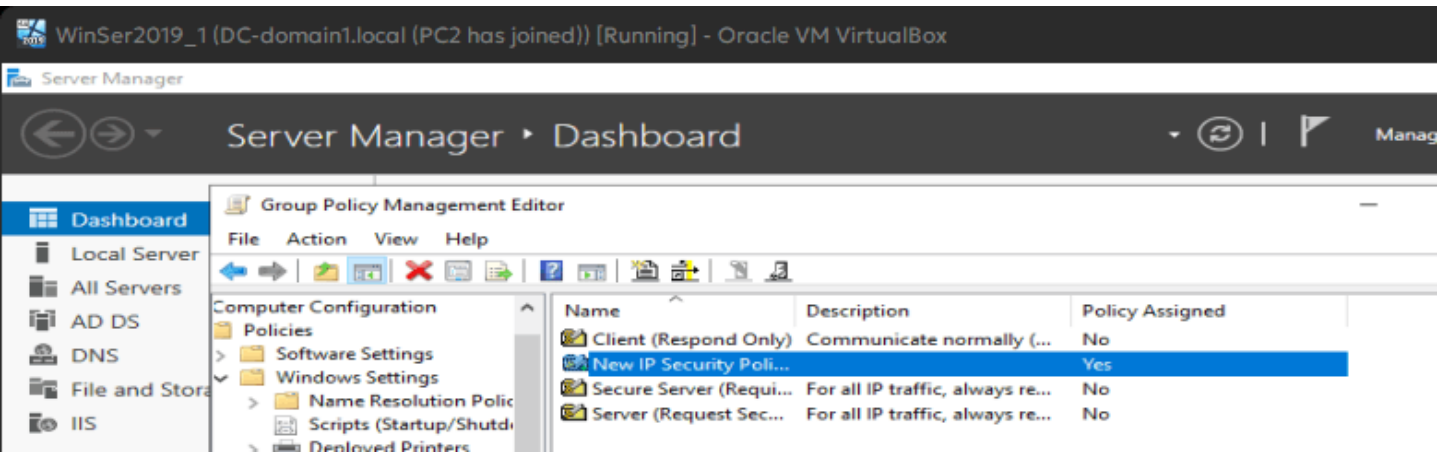 WinSer2019_1 (DC-domain1.local (PC2 has joined)) [Running] - Oracle VM VirtualBox
Server Manager
Server Manager ‣ Dashboard
Manag
Dashboard
Local Server
All Servers
AD DS
DNS
File and Stora
IIS
Group Policy Management Editor
File Action View Help
Computer Configuration
Policies
Software Settings
Windows Settings
Name Resolution Polic
Scripts (Startup/Shutd
Deployed Printers
Name Description Policy Assigned
Client (Respond Only) Communicate normally (... No
New IP Security Poli... Yes
Secure Server (Requi... For all IP traffic, always re... No
Server (Request Sec... For all IP traffic, always re... No